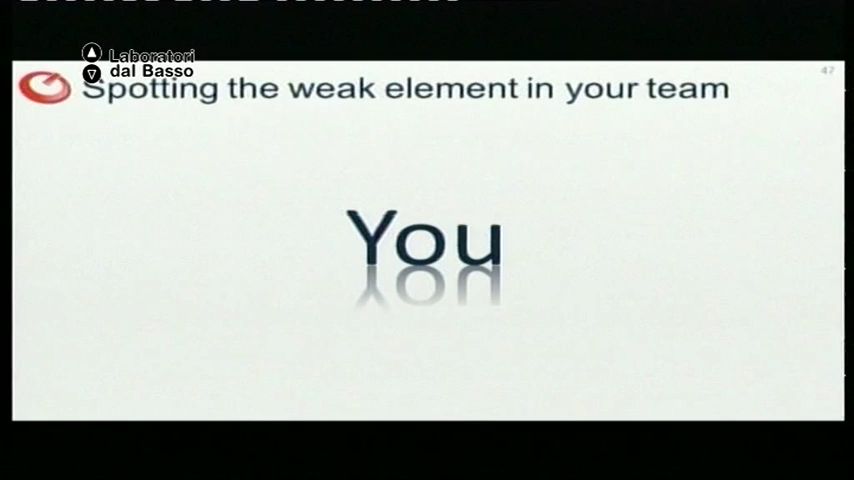 Laboratori
dal Basso
47
Spotting the weak element in your team
You